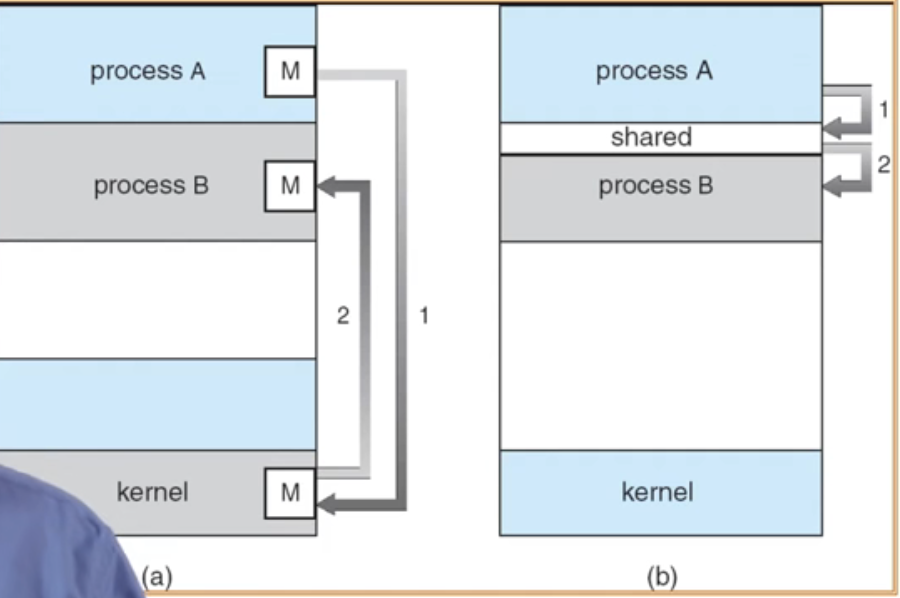 process A
M
process B
M
2
1
kernel
M
(a)
process A
1
shared
2
process B
kernel
(b)